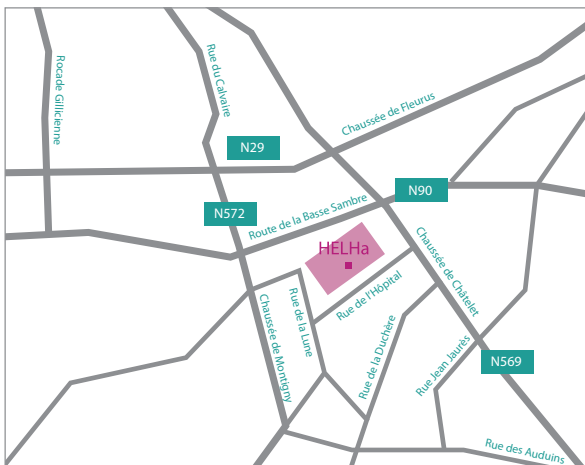 Rocade Gillicienne
Rue du Calvaire
Chaussée de Fleurus
N29
N90
N572
Route de la Basse Sambre
HELHa
Chaussée de Châtelet
Rue de l'Hôpital
Rue de la Lune
Chaussée de Montigny
Rue de la Duchère
Rue Jean Jaurès
N569
Rue des Auduins